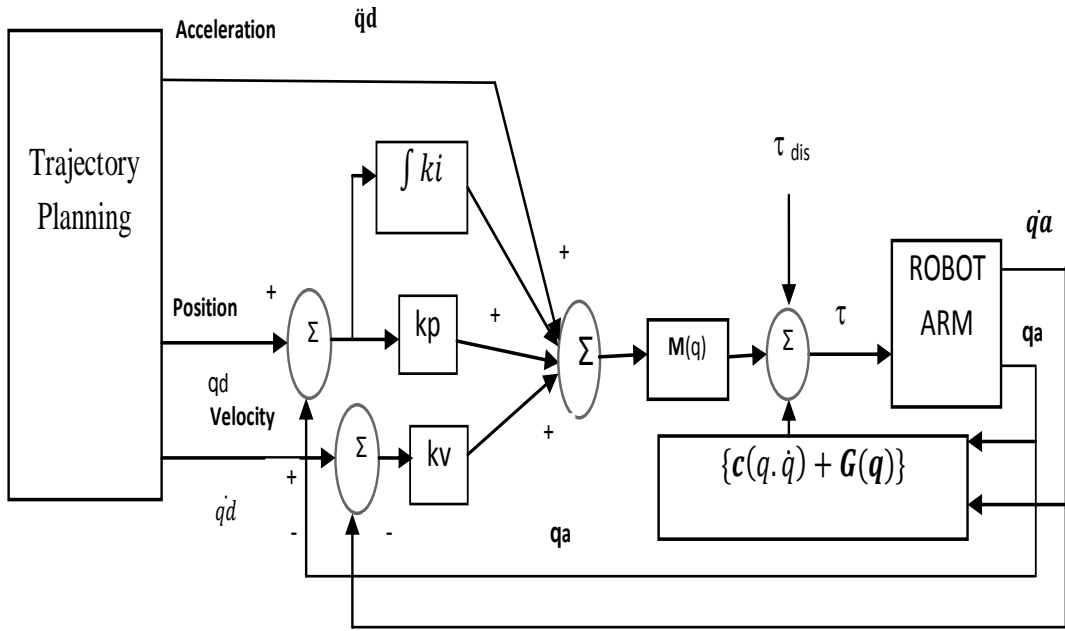 Acceleration
q̈d
Trajectory
Planning
∫ ki
τ dis
+
q̇a
ROBOT
ARM
Position
+
Σ
kp
+
Σ
M(q)
Σ
τ
qa
qd
Velocity
Σ
kv
+
{c(q.q̇) + G(q)}
+
q̇d
-
-
qa